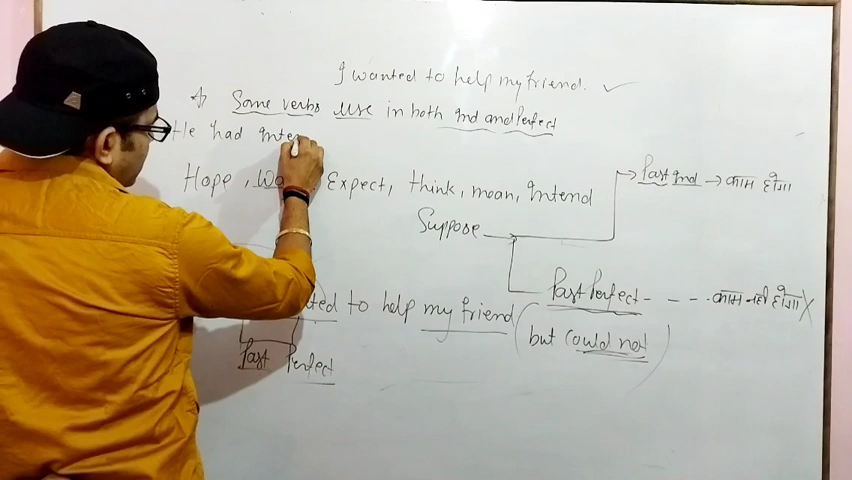 I wanted to help my friend. ✓
Some verbs use in both Ind and Perfect
He had Inte
Hope, Wa Expect, think, mean, Intend
Suppose
Past Ind → काम होगा
Past Perfect - - - काम नहीं होगा X
ted to help my friend (but could not)
Past Perfect